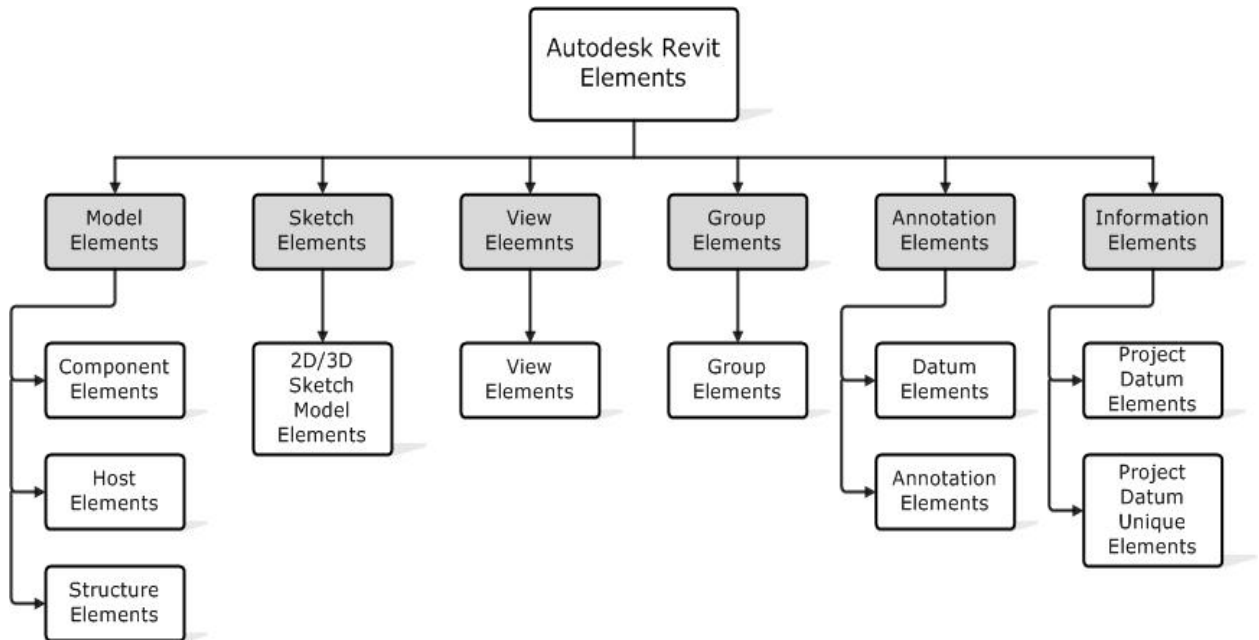 Autodesk Revit
Elements
Model
Elements
Sketch
Elements
View
Eleemnts
Group
Elements
Annotation
Elements
Information
Elements
Component
Elements
2D/3D
Sketch
Model
Elements
View
Elements
Group
Elements
Datum
Elements
Project
Datum
Elements
Host
Elements
Annotation
Elements
Project
Datum
Unique
Elements
Structure
Elements